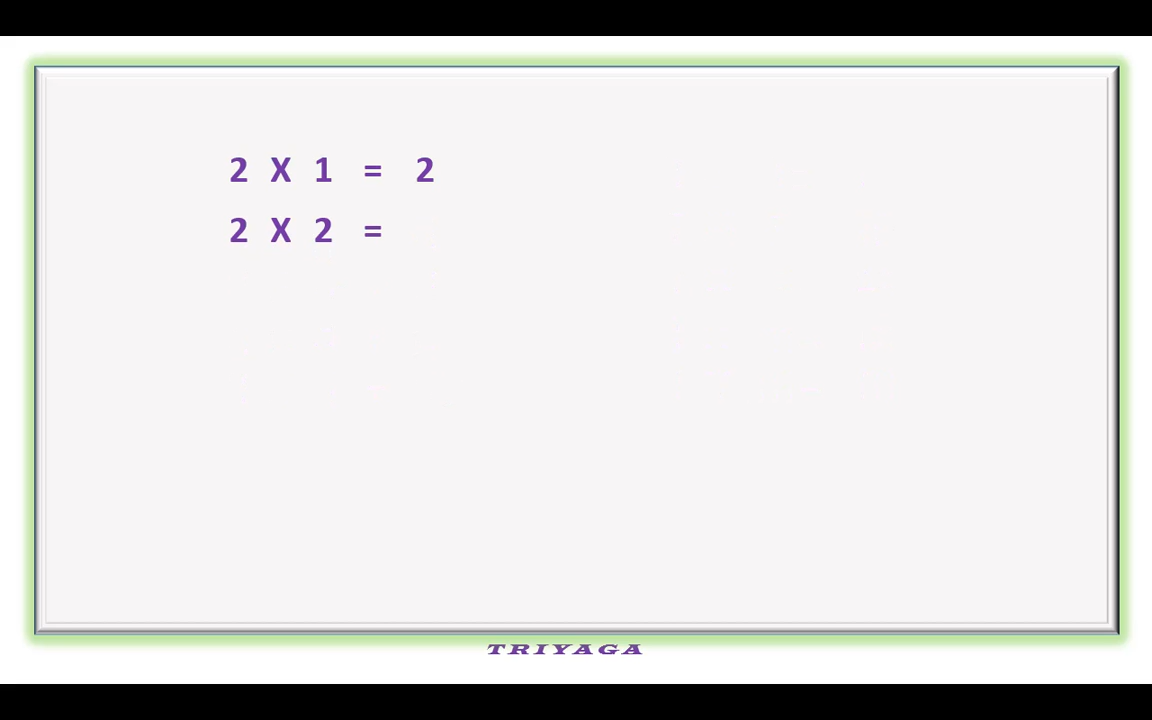 2 X 1 = 2
2 X 2 =
TRIYAGA